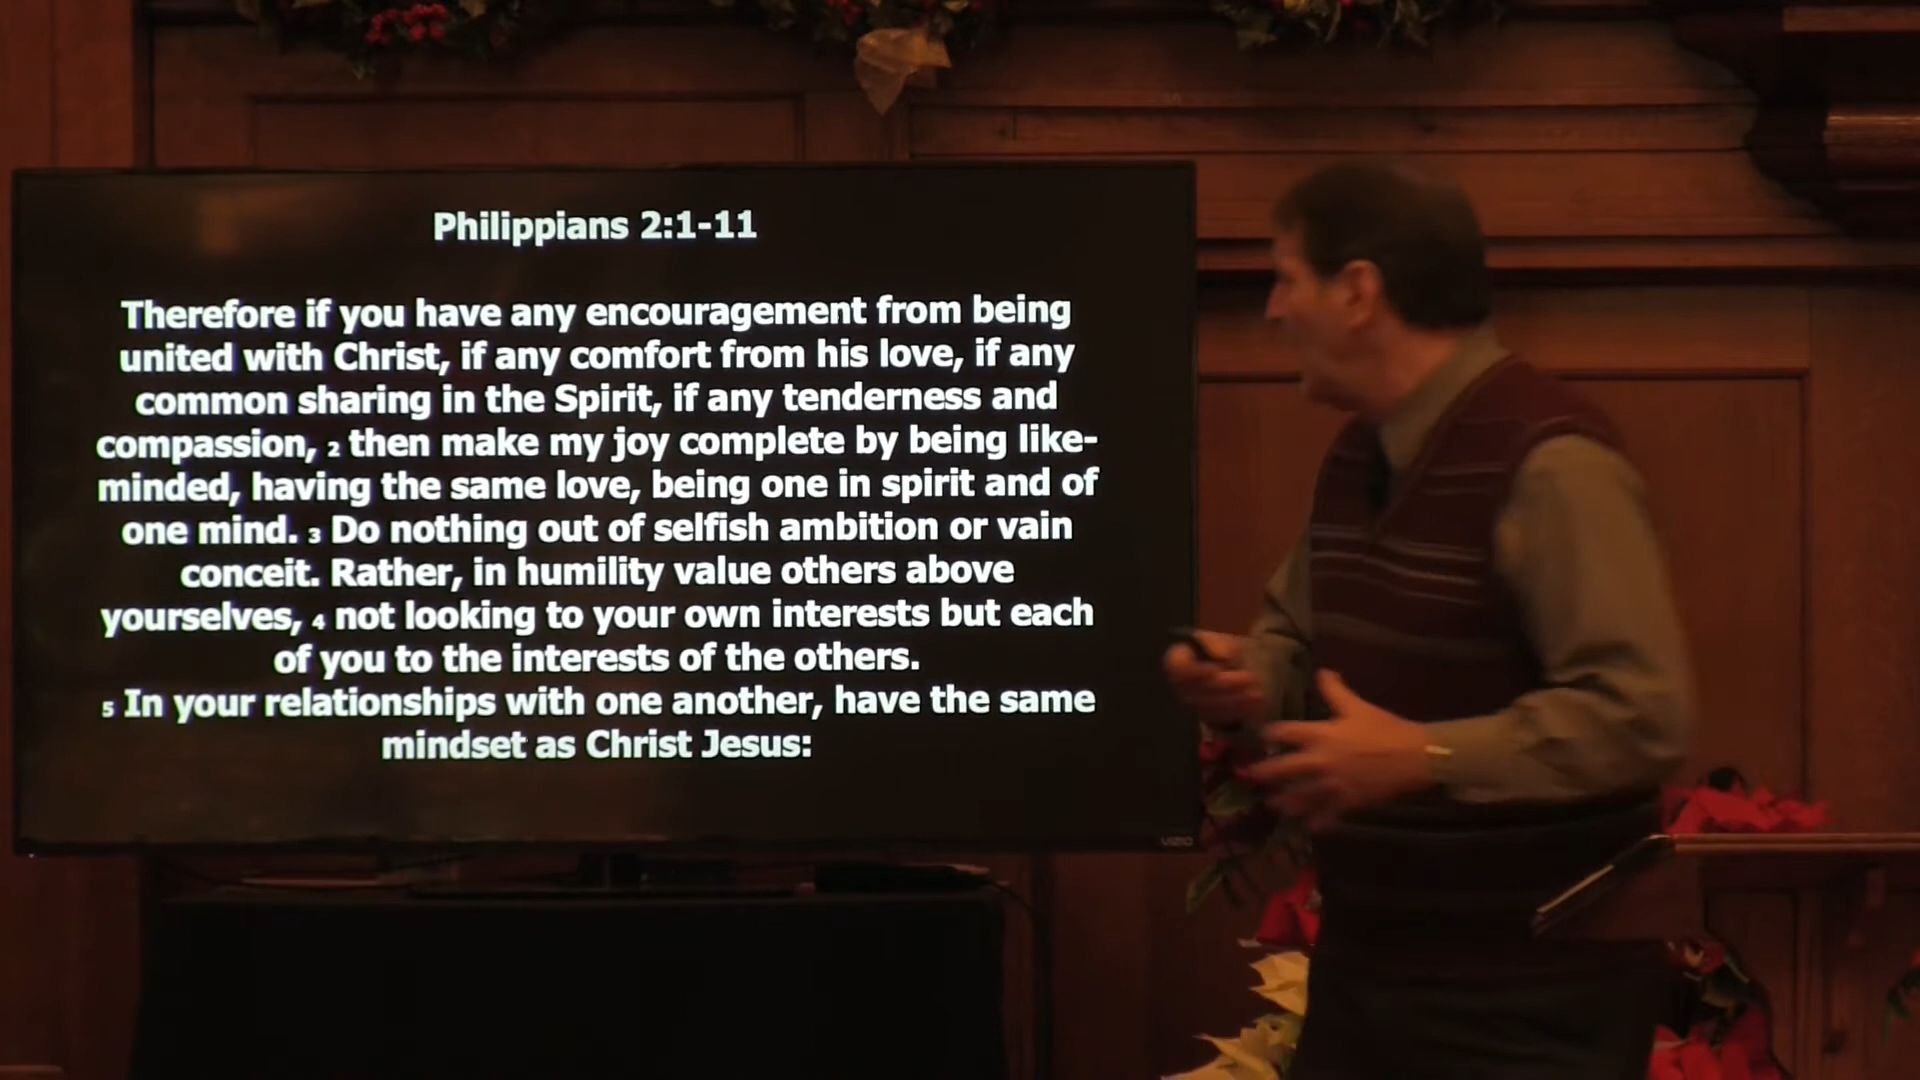 Philippians 2:1-11
Therefore if you have any encouragement from being
united with Christ, if any comfort from his love, if any
common sharing in the Spirit, if any tenderness and
compassion, 2 then make my joy complete by being like-
minded, having the same love, being one in spirit and of
one mind. 3 Do nothing out of selfish ambition or vain
conceit. Rather, in humility value others above
yourselves, 4 not looking to your own interests but each
of you to the interests of the others.
5 In your relationships with one another, have the same
mindset as Christ Jesus:
VIZIO